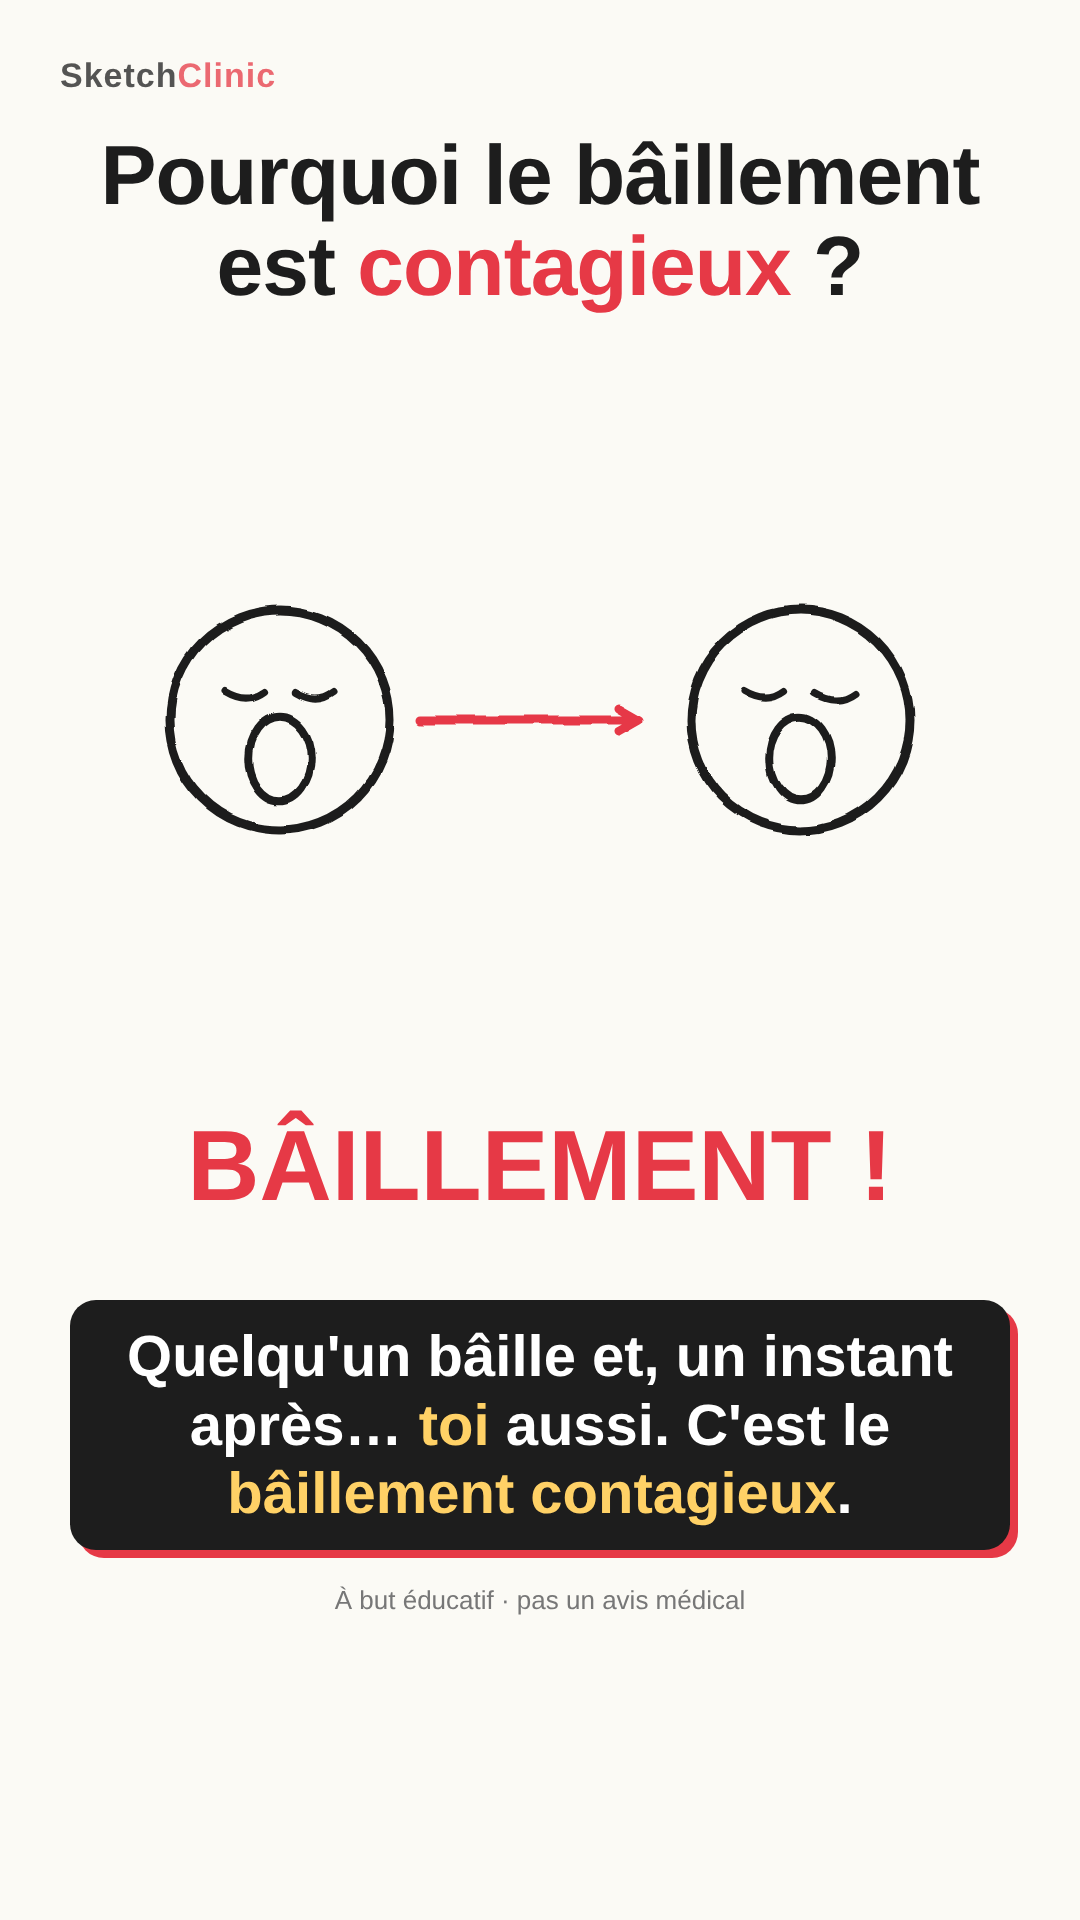 SketchClinic
Pourquoi le bâillement
est contagieux ?
BÂILLEMENT !
Quelqu'un bâille et, un instant
après… toi aussi. C'est le
bâillement contagieux.
À but éducatif · pas un avis médical